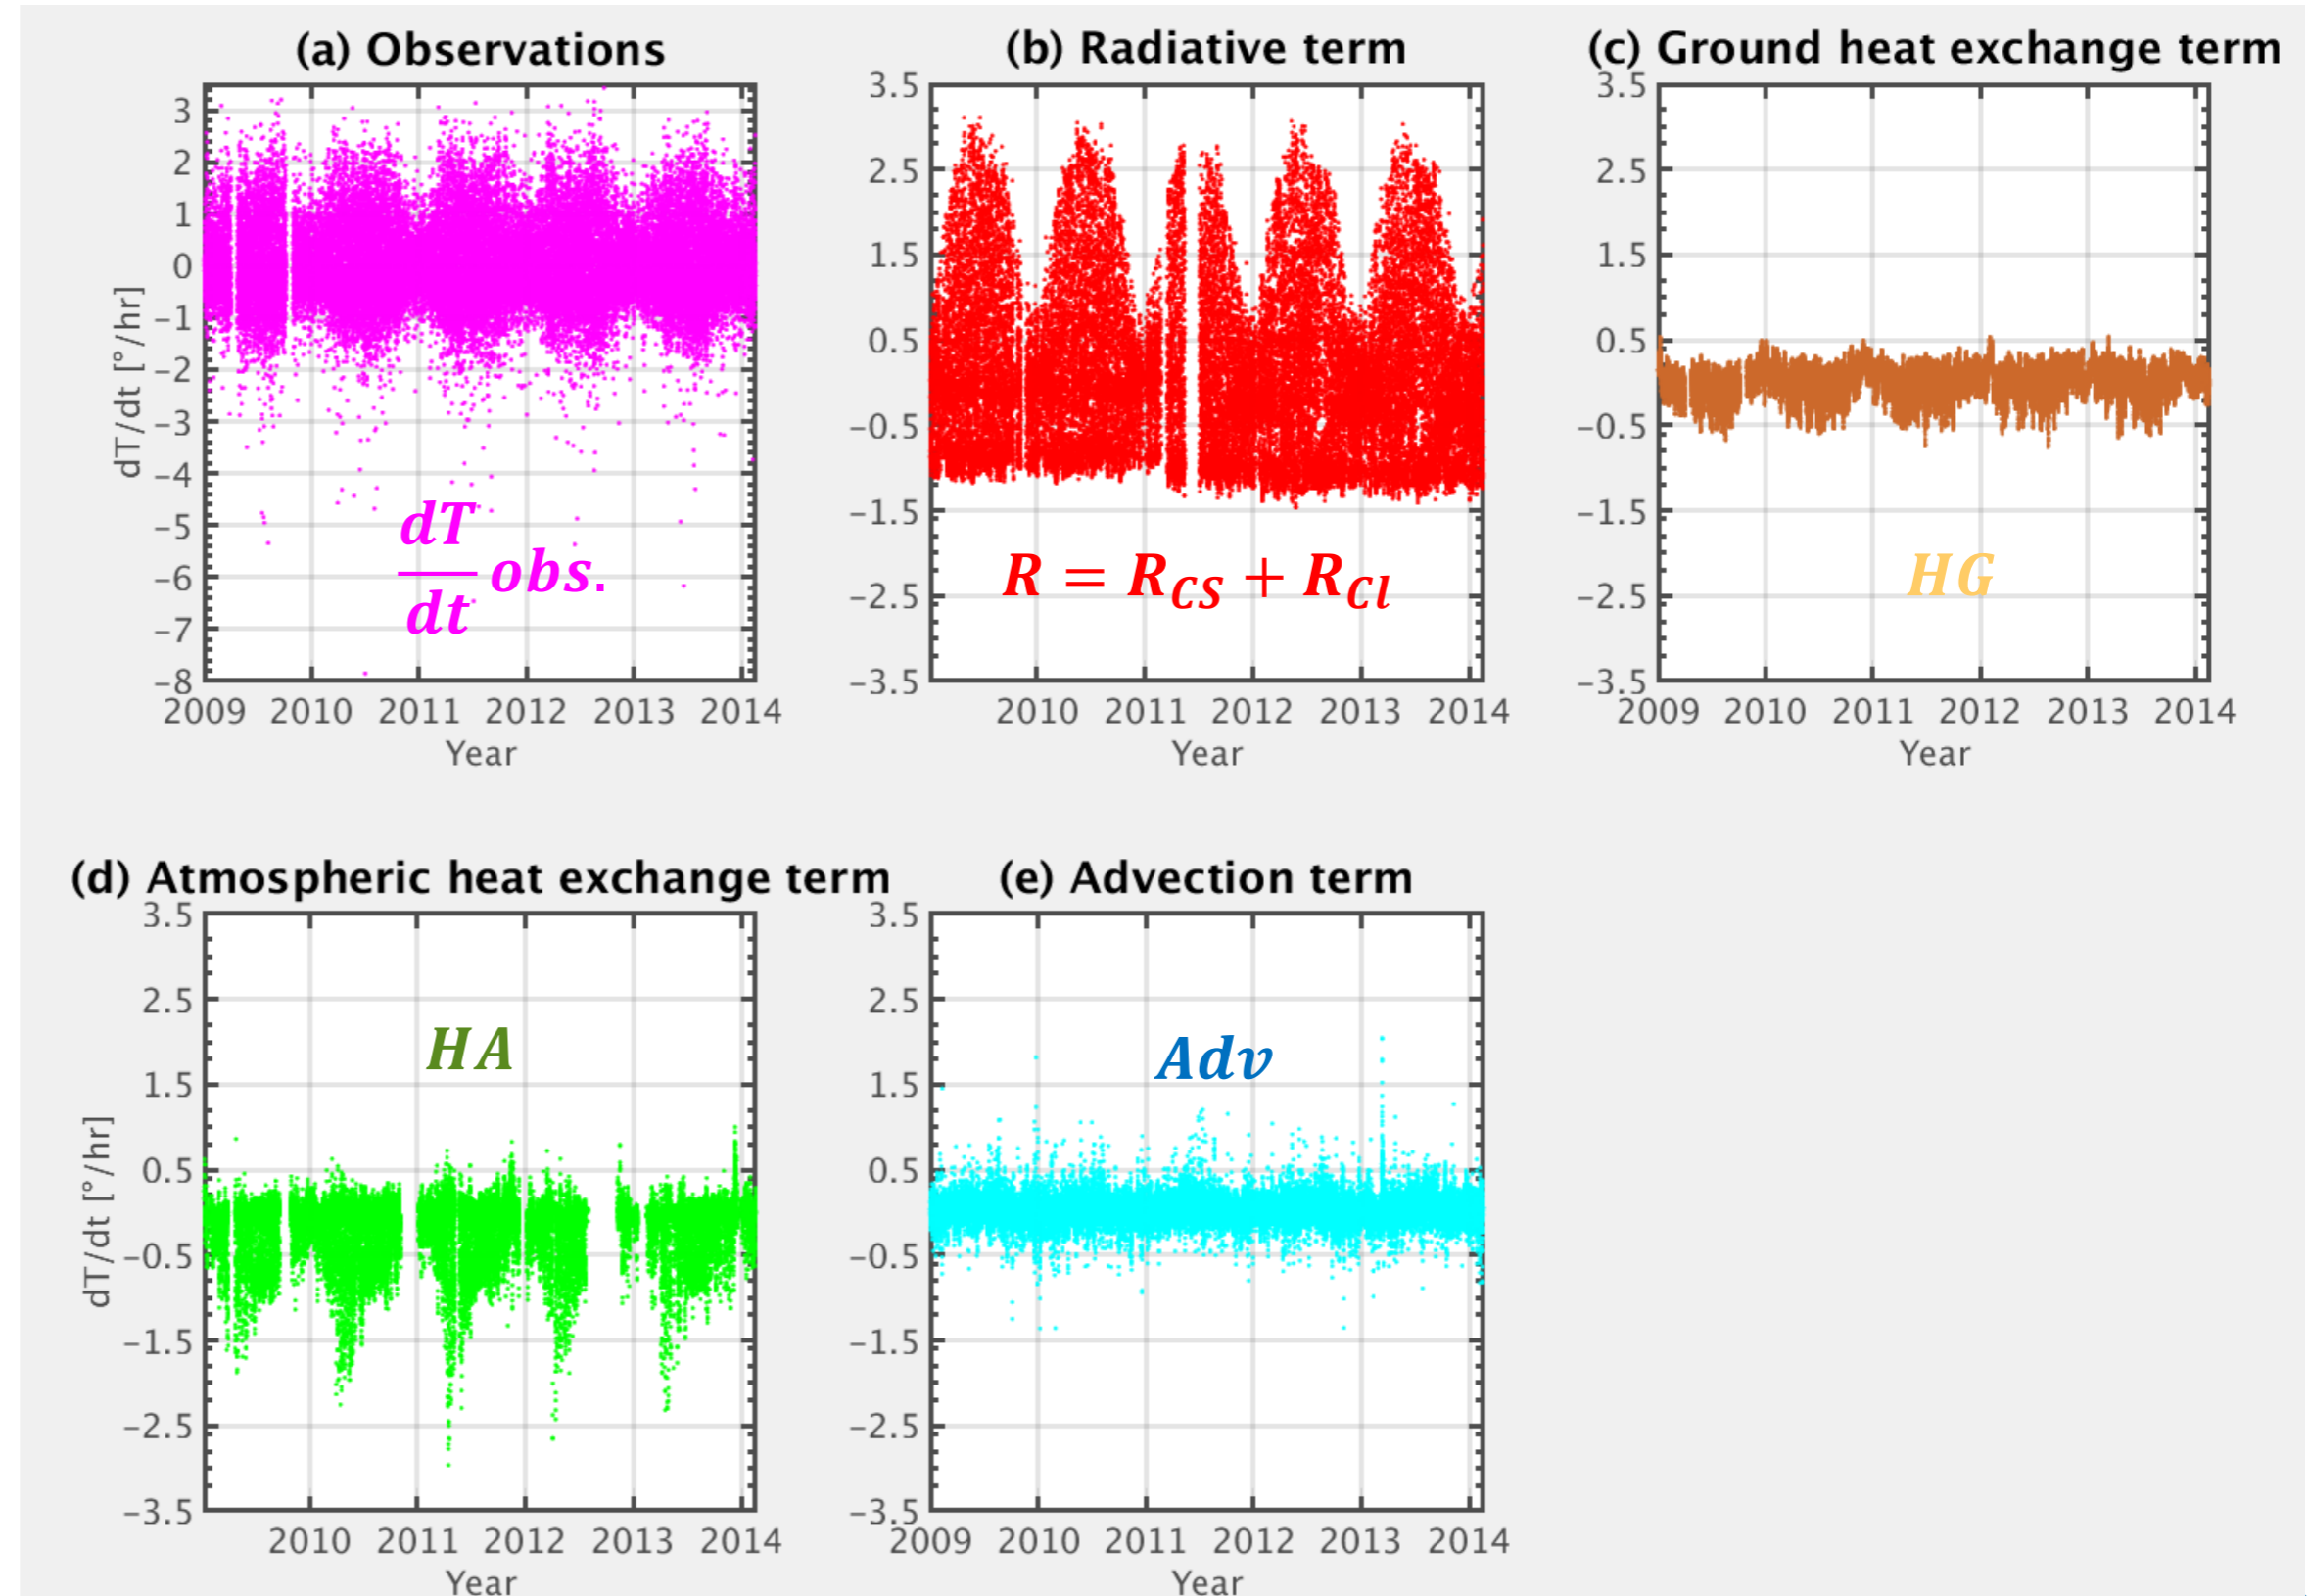 (a) Observations
3
2
1
0
−1
−2
−3
−4
−5
−6
−7
−8
dT/dt [°/hr]
dT/dt obs.
2009 2010 2011 2012 2013 2014
Year
(b) Radiative term
3.5
2.5
1.5
0.5
−0.5
−1.5
−2.5
−3.5
R = R_CS + R_Cl
2010 2011 2012 2013 2014
Year
(c) Ground heat exchange term
3.5
2.5
1.5
0.5
−0.5
−1.5
−2.5
−3.5
HG
2009 2010 2011 2012 2013 2014
Year
(d) Atmospheric heat exchange term
3.5
2.5
1.5
0.5
−0.5
−1.5
−2.5
−3.5
dT/dt [°/hr]
HA
2010 2011 2012 2013 2014
Year
(e) Advection term
3.5
2.5
1.5
0.5
−0.5
−1.5
−2.5
−3.5
Adv
2009 2010 2011 2012 2013 2014
Year